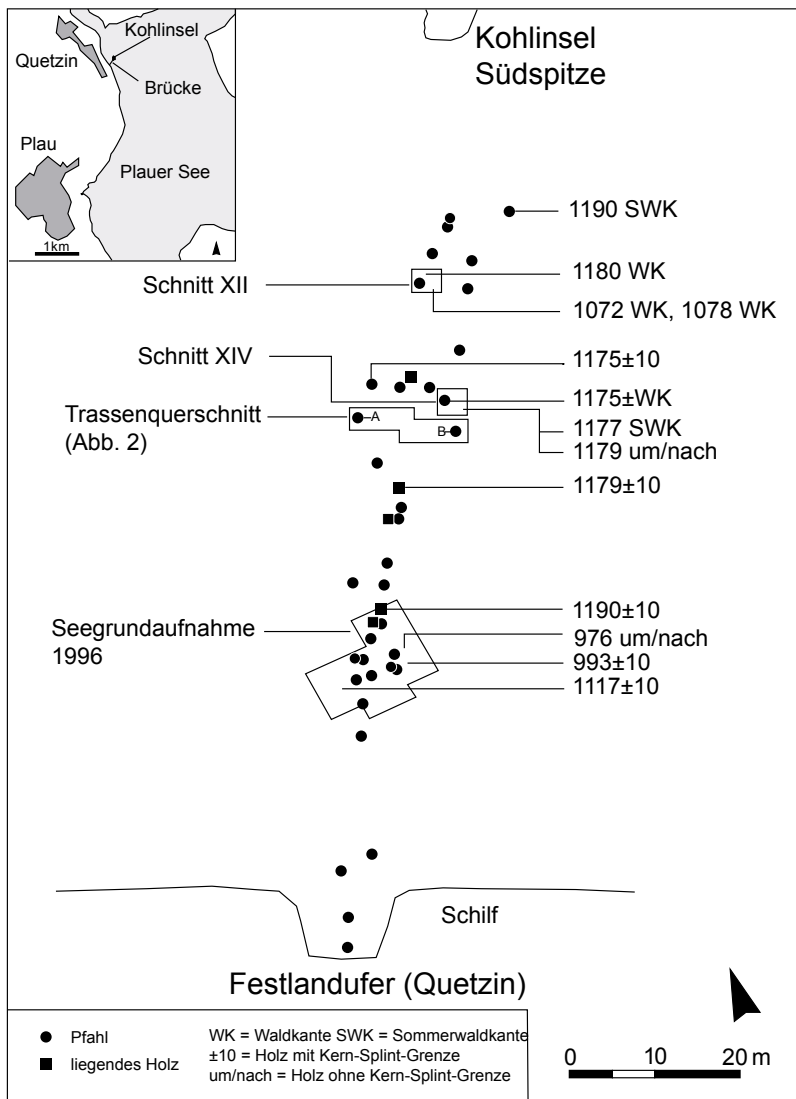 Kohlinsel
Quetzin
Brücke
Plau
Plauer See
1km
Kohlinsel
Südspitze
1190 SWK
1180 WK
Schnitt XII
1072 WK, 1078 WK
Schnitt XIV
1175±10
1175±WK
Trassenquerschnitt
(Abb. 2)
A
B
1177 SWK
1179 um/nach
1179±10
1190±10
Seegrundaufnahme
1996
976 um/nach
993±10
1117±10
Schilf
Festlandufer (Quetzin)
Pfahl
liegendes Holz
WK = Waldkante SWK = Sommerwaldkante
±10 = Holz mit Kern-Splint-Grenze
um/nach = Holz ohne Kern-Splint-Grenze
0 10 20 m